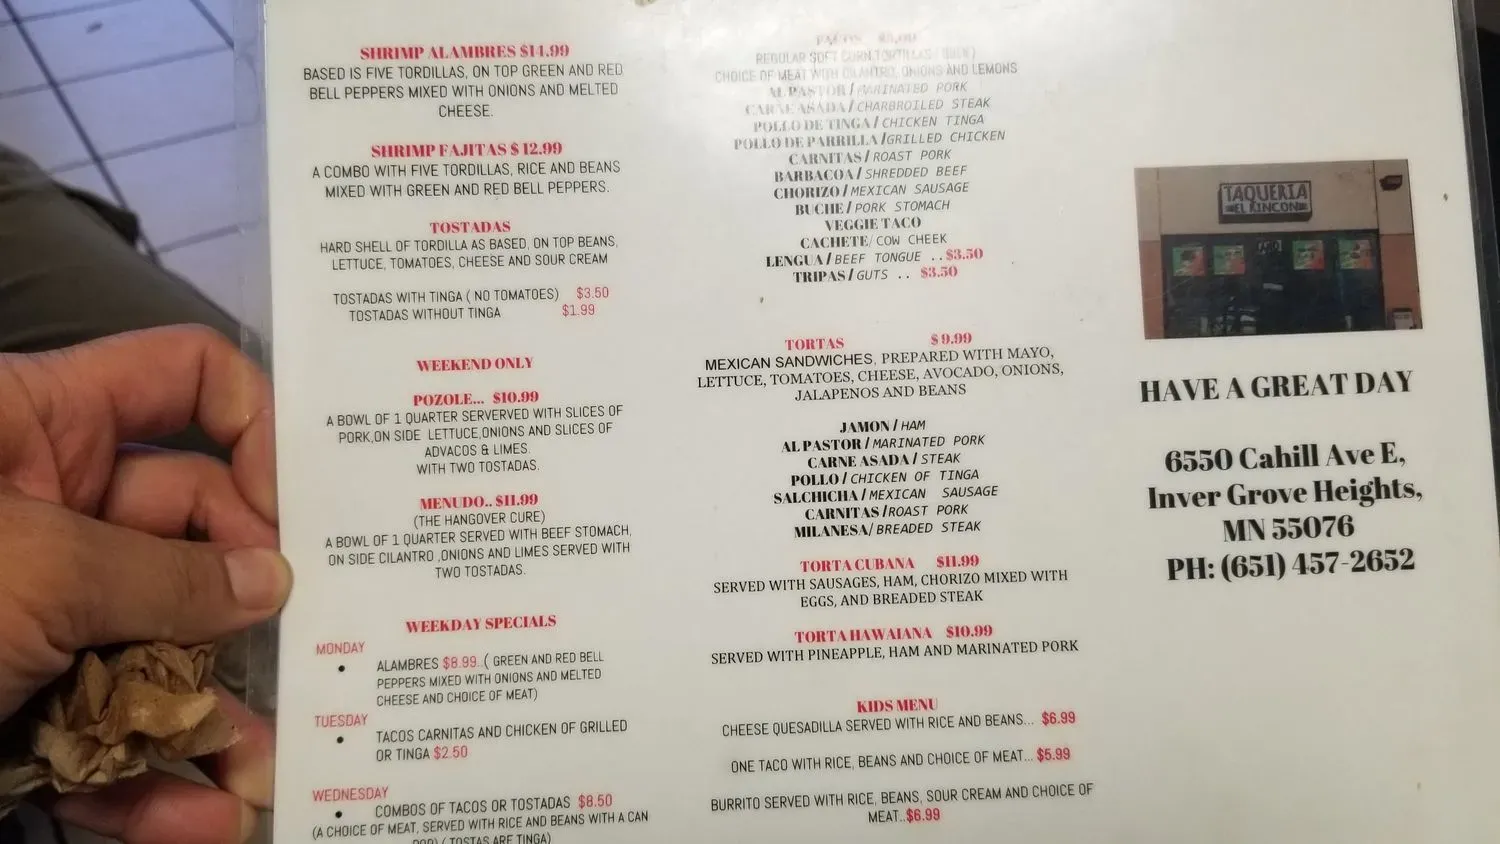 SHRIMP ALAMBRES $14.99
BASED IS FIVE TORDILLAS, ON TOP GREEN AND RED
BELL PEPPERS MIXED WITH ONIONS AND MELTED
CHEESE.
SHRIMP FAJITAS $ 12.99
A COMBO WITH FIVE TORDILLAS, RICE AND BEANS
MIXED WITH GREEN AND RED BELL PEPPERS.
TOSTADAS
HARD SHELL OF TORDILLA AS BASED, ON TOP BEANS,
LETTUCE, TOMATOES, CHEESE AND SOUR CREAM
TOSTADAS WITH TINGA ( NO TOMATOES) $3.50
TOSTADAS WITHOUT TINGA $1.99
WEEKEND ONLY
POZOLE... $10.99
A BOWL OF 1 QUARTER SERVERVED WITH SLICES OF
PORK,ON SIDE LETTUCE,ONIONS AND SLICES OF
ADVACOS & LIMES.
WITH TWO TOSTADAS.
MENUDO.. $11.99
(THE HANGOVER CURE)
A BOWL OF 1 QUARTER SERVED WITH BEEF STOMACH,
ON SIDE CILANTRO ,ONIONS AND LIMES SERVED WITH
TWO TOSTADAS.
WEEKDAY SPECIALS
MONDAY
• ALAMBRES $8.99..( GREEN AND RED BELL
PEPPERS MIXED WITH ONIONS AND MELTED
CHEESE AND CHOICE OF MEAT)
TUESDAY
• TACOS CARNITAS AND CHICKEN OF GRILLED
OR TINGA $2.50
WEDNESDAY
• COMBOS OF TACOS OR TOSTADAS $8.50
(A CHOICE OF MEAT, SERVED WITH RICE AND BEANS WITH A CAN
POP) ( TOSTAS ARE TINGA)
TACOS
REGULAR SOFT CORN TORTILLAS
CHOICE OF MEAT WITH CILANTRO, ONIONS AND LEMONS
AL PASTOR / MARINATED PORK
CARNE ASADA / CHARBROILED STEAK
POLLO DE TINGA / CHICKEN TINGA
POLLO DE PARRILLA /GRILLED CHICKEN
CARNITAS / ROAST PORK
BARBACOA / SHREDDED BEEF
CHORIZO / MEXICAN SAUSAGE
BUCHE / PORK STOMACH
VEGGIE TACO
CACHETE/ COW CHEEK
LENGUA / BEEF TONGUE ..$3.50
TRIPAS / GUTS .. $3.50
TORTAS $ 9.99
MEXICAN SANDWICHES, PREPARED WITH MAYO,
LETTUCE, TOMATOES, CHEESE, AVOCADO, ONIONS,
JALAPENOS AND BEANS
JAMON / HAM
AL PASTOR / MARINATED PORK
CARNE ASADA / STEAK
POLLO / CHICKEN OF TINGA
SALCHICHA / MEXICAN SAUSAGE
CARNITAS /ROAST PORK
MILANESA/ BREADED STEAK
TORTA CUBANA $11.99
SERVED WITH SAUSAGES, HAM, CHORIZO MIXED WITH
EGGS, AND BREADED STEAK
TORTA HAWAIANA $10.99
SERVED WITH PINEAPPLE, HAM AND MARINATED PORK
KIDS MENU
CHEESE QUESADILLA SERVED WITH RICE AND BEANS... $6.99
ONE TACO WITH RICE, BEANS AND CHOICE OF MEAT... $5.99
BURRITO SERVED WITH RICE, BEANS, SOUR CREAM AND CHOICE OF
MEAT..$6.99
TAQUERIA
EL RINCON
HAVE A GREAT DAY
6550 Cahill Ave E,
Inver Grove Heights,
MN 55076
PH: (651) 457-2652